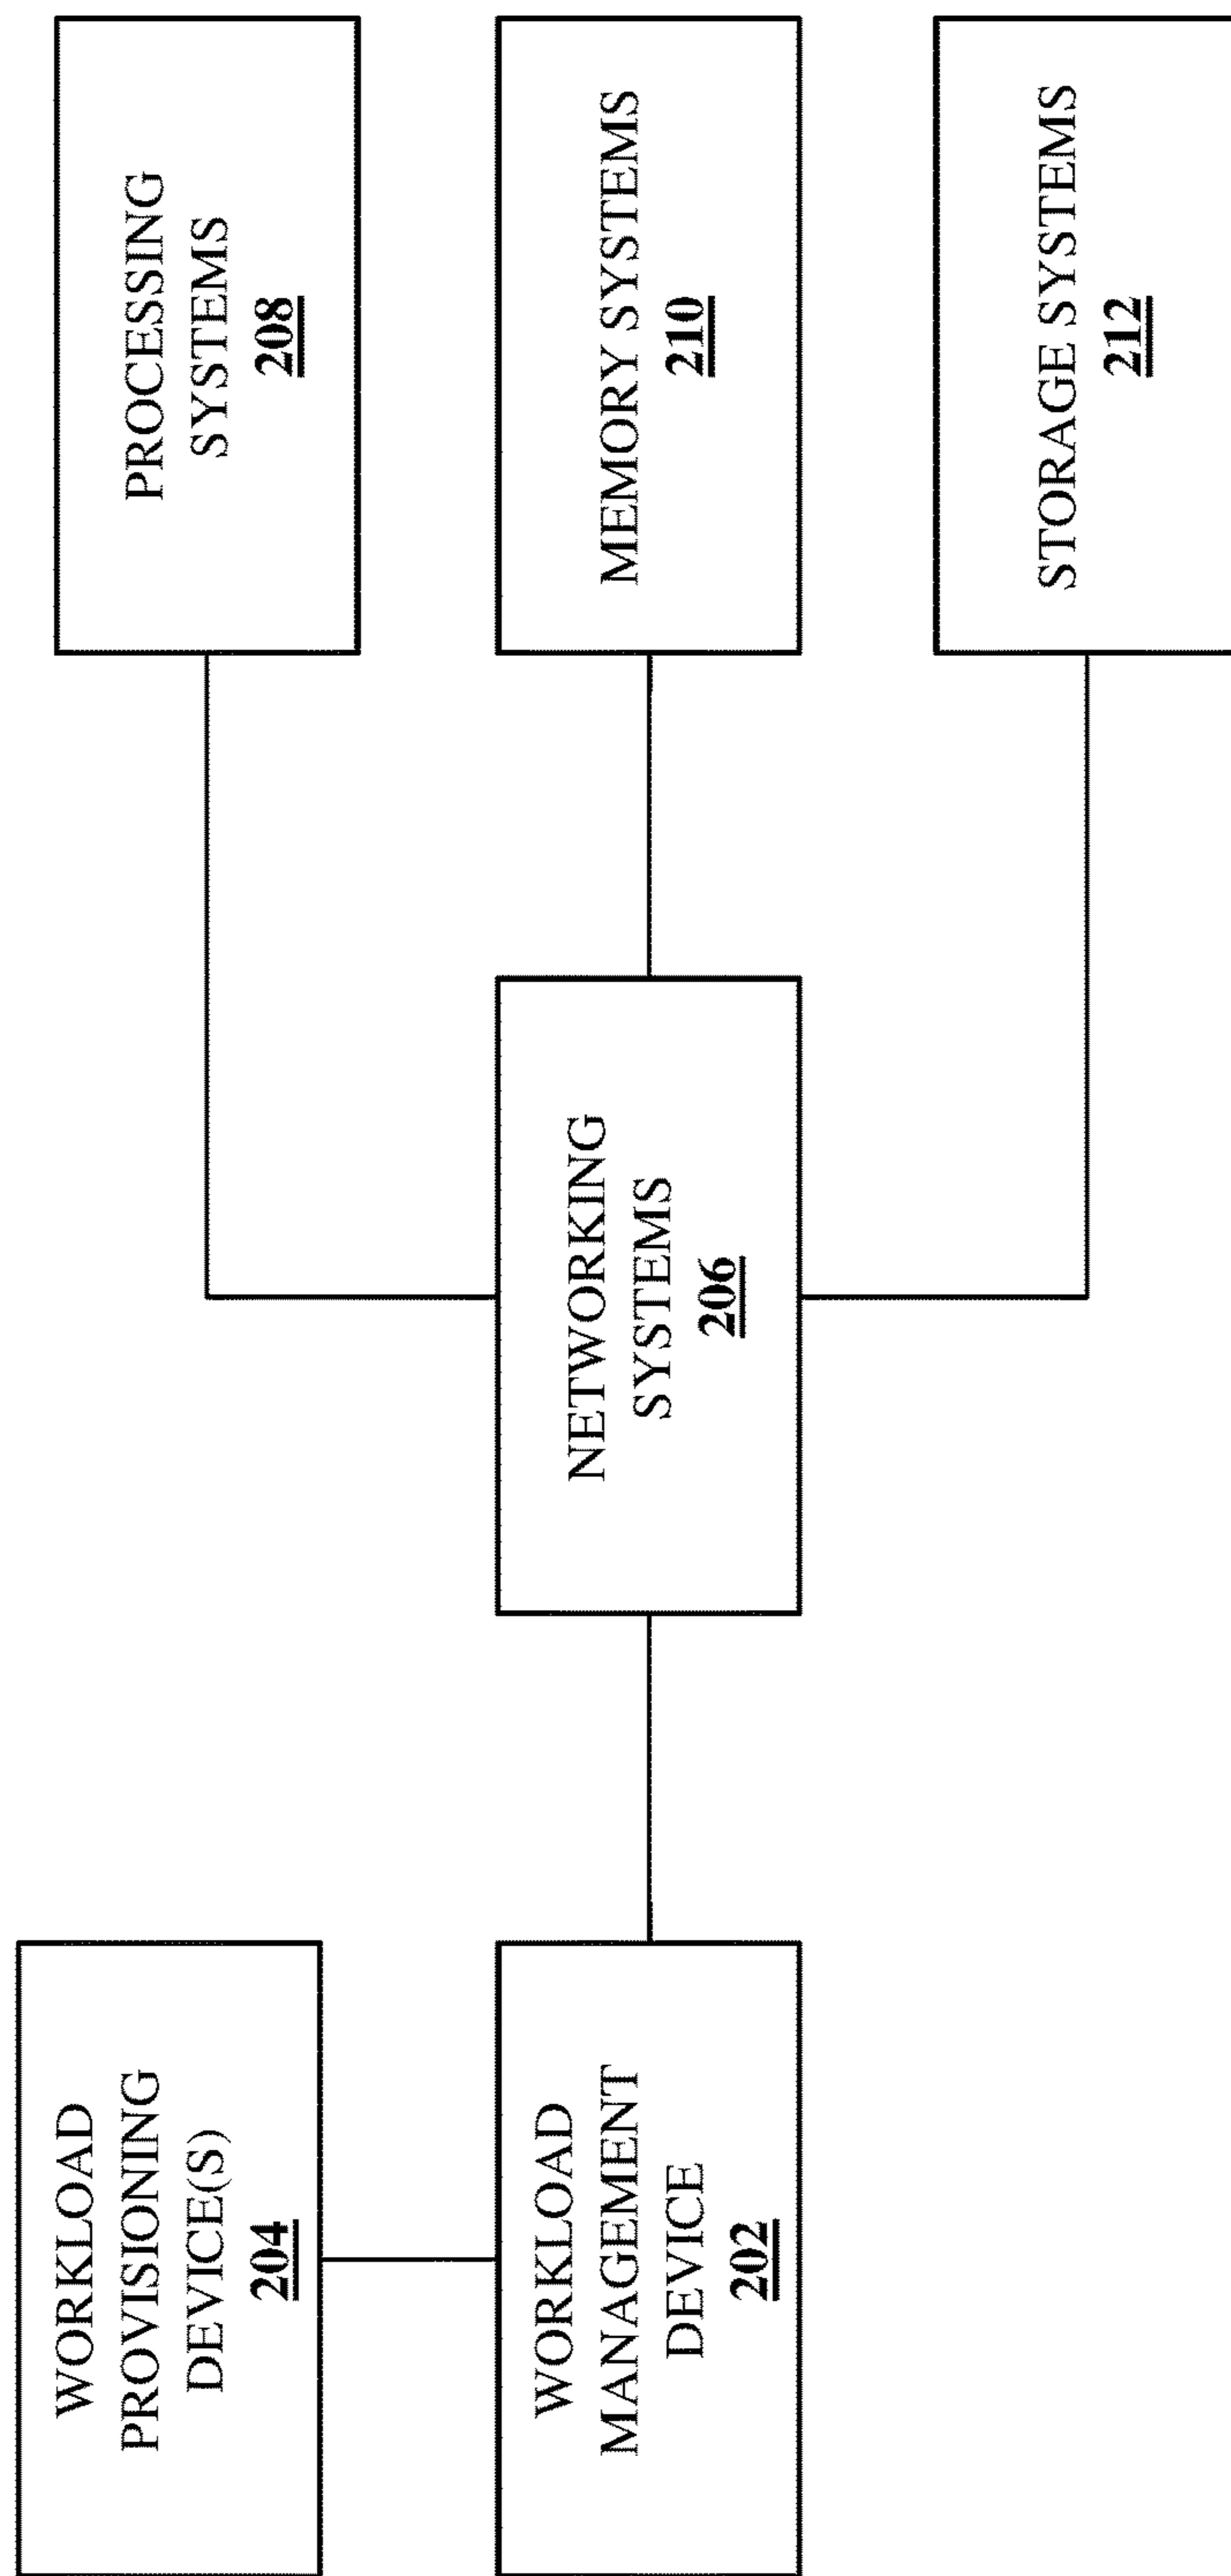 WORKLOAD
PROVISIONING
DEVICE(S)
204
WORKLOAD
MANAGEMENT
DEVICE
202
NETWORKING
SYSTEMS
206
PROCESSING
SYSTEMS
208
MEMORY SYSTEMS
210
STORAGE SYSTEMS
212